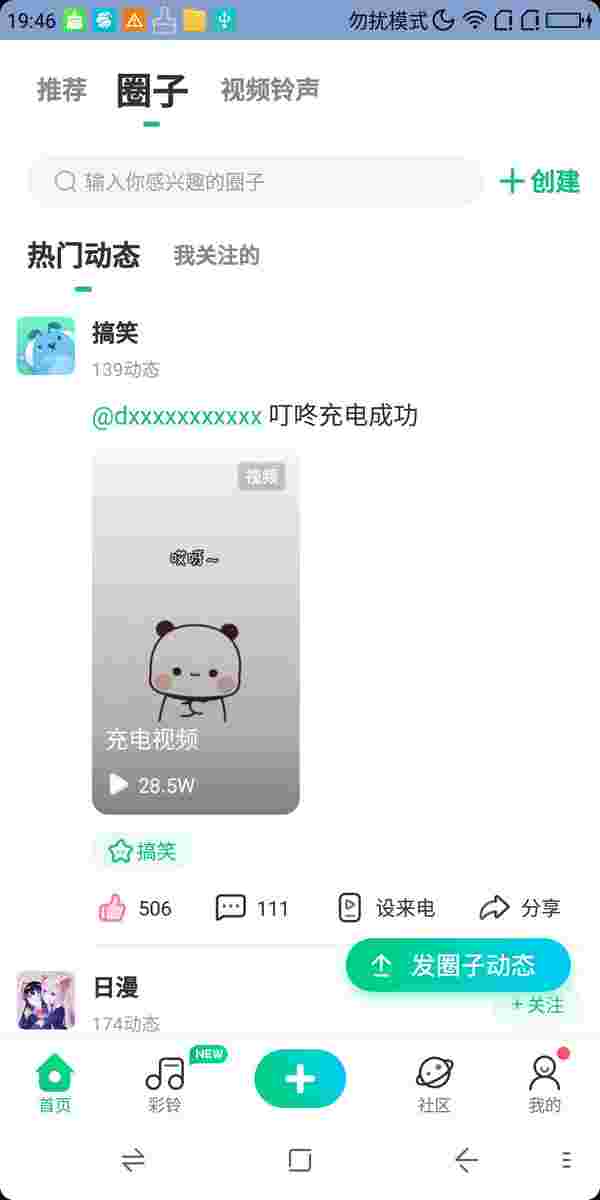 19:46 勿扰模式
推荐 圈子 视频铃声
输入你感兴趣的圈子 创建
热门动态 我关注的
搞笑
139动态
@dxxxxxxxxxxx 叮咚充电成功
视频
哎呀~
充电视频
28.5W
搞笑
506 111 设来电 分享
发圈子动态
日漫
+关注
174动态
NEW
首页 彩铃 社区 我的